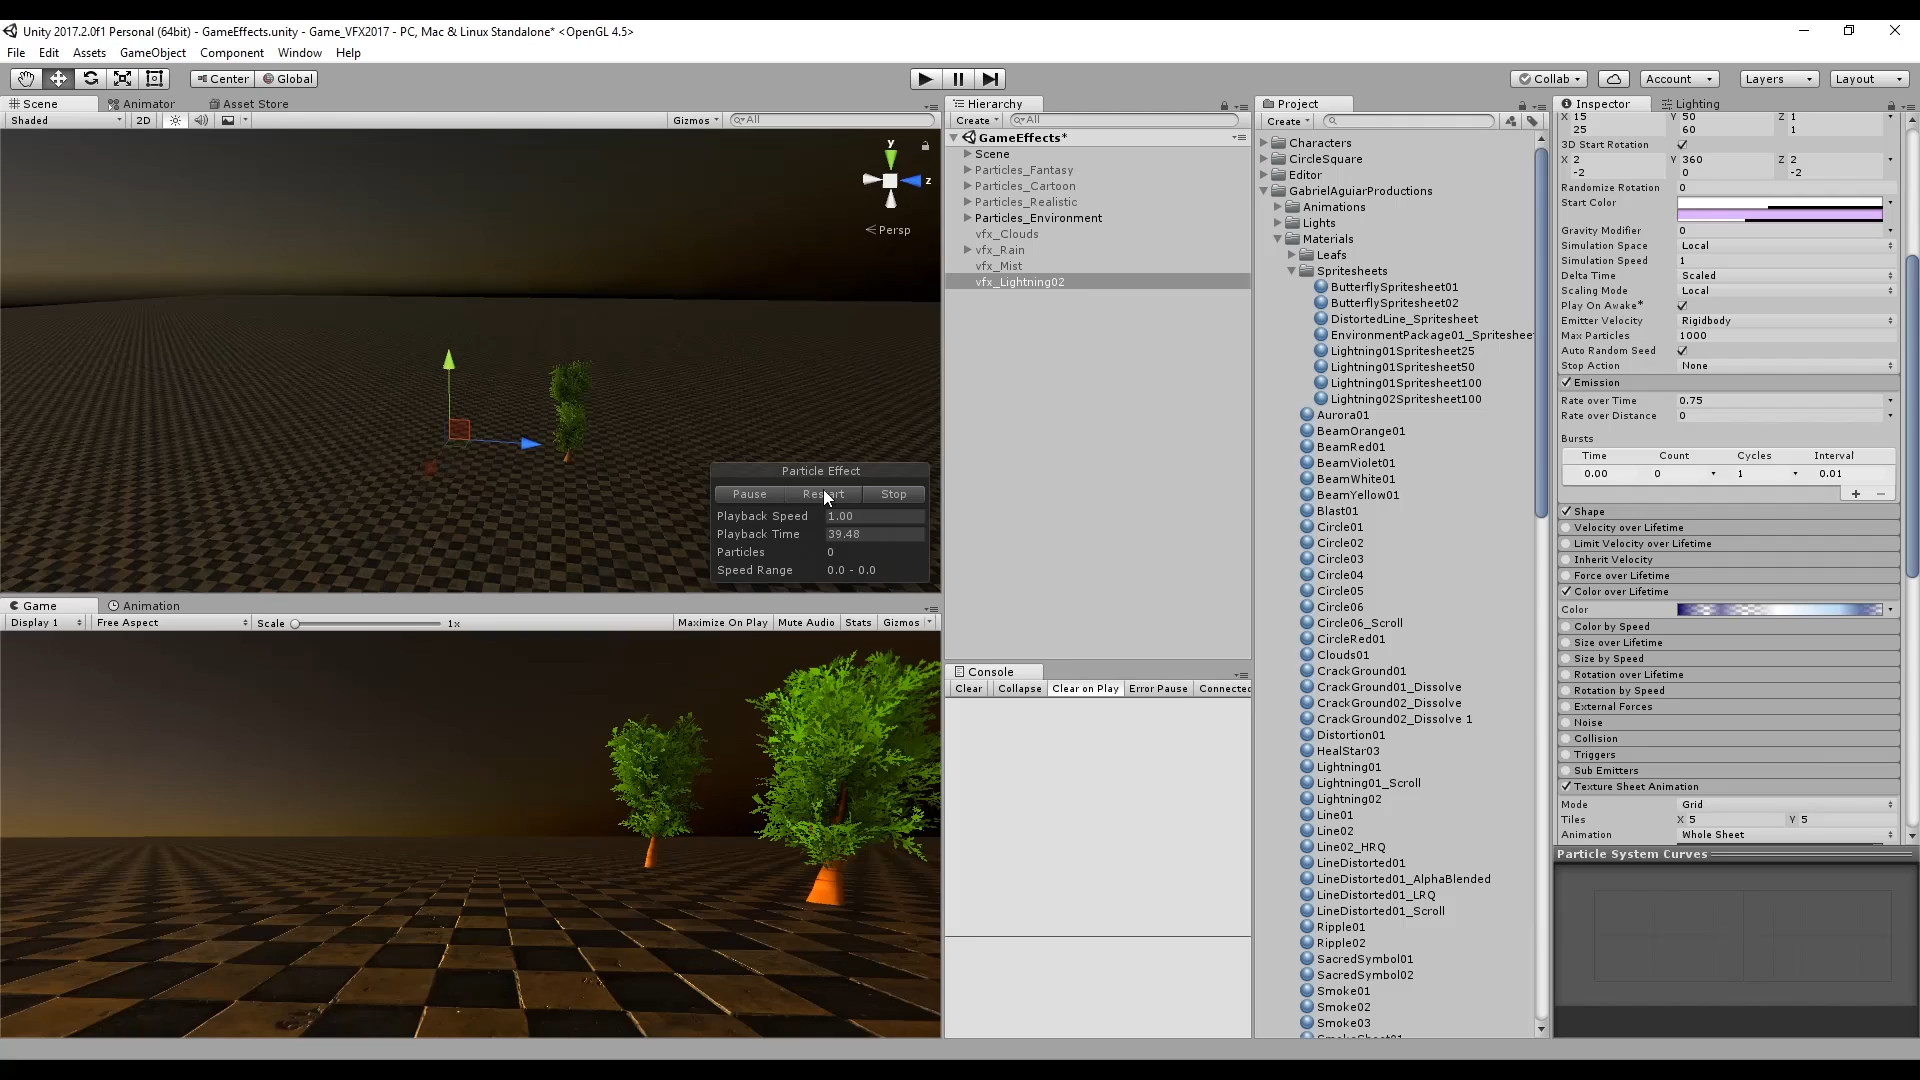 Unity 2017.2.0f1 Personal (64bit) - GameEffects.unity - Game_VFX2017 - PC, Mac & Linux Standalone* <OpenGL 4.5>
File Edit Assets GameObject Component Window Help
Center Global Collab Account Layers Layout
Scene Animator Asset Store
Shaded 2D Gizmos All
y
z
Persp
Particle Effect
Pause Restart Stop
Playback Speed 1.00
Playback Time 39.48
Particles 0
Speed Range 0.0 - 0.0
Game Animation
Display 1 Free Aspect Scale 1x Maximize On Play Mute Audio Stats Gizmos
Hierarchy
Create All
GameEffects*
Scene
Particles_Fantasy
Particles_Cartoon
Particles_Realistic
Particles_Environment
vfx_Clouds
vfx_Rain
vfx_Mist
vfx_Lightning02
Console
Clear Collapse Clear on Play Error Pause Connected
Project
Create
Characters
CircleSquare
Editor
GabrielAguiarProductions
Animations
Lights
Materials
Leafs
Spritesheets
ButterflySpritesheet01
ButterflySpritesheet02
DistortedLine_Spritesheet
EnvironmentPackage01_Spritesheet
Lightning01Spritesheet25
Lightning01Spritesheet50
Lightning01Spritesheet100
Lightning02Spritesheet100
Aurora01
BeamOrange01
BeamRed01
BeamViolet01
BeamWhite01
BeamYellow01
Blast01
Circle01
Circle02
Circle03
Circle04
Circle05
Circle06
Circle06_Scroll
CircleRed01
Clouds01
CrackGround01
CrackGround01_Dissolve
CrackGround02_Dissolve
CrackGround02_Dissolve 1
Distortion01
HealStar03
Lightning01
Lightning01_Scroll
Lightning02
Line01
Line02
Line02_HRQ
LineDistorted01
LineDistorted01_AlphaBlended
LineDistorted01_LRQ
LineDistorted01_Scroll
Ripple01
Ripple02
SacredSymbol01
SacredSymbol02
Smoke01
Smoke02
Smoke03
Inspector Lighting
X 15 Y 50 Z 1
25 60 1
3D Start Rotation
X 2 Y 360 Z 2
-2 0 -2
Randomize Rotation 0
Start Color
Gravity Modifier 0
Simulation Space Local
Simulation Speed 1
Delta Time Scaled
Scaling Mode Local
Play On Awake*
Emitter Velocity Rigidbody
Max Particles 1000
Auto Random Seed
Stop Action None
Emission
Rate over Time 0.75
Rate over Distance 0
Bursts
Time Count Cycles Interval
0.00 0 1 0.01
Shape
Velocity over Lifetime
Limit Velocity over Lifetime
Inherit Velocity
Force over Lifetime
Color over Lifetime
Color
Color by Speed
Size over Lifetime
Size by Speed
Rotation over Lifetime
Rotation by Speed
External Forces
Noise
Collision
Triggers
Sub Emitters
Texture Sheet Animation
Mode Grid
Tiles X 5 Y 5
Animation Whole Sheet
Particle System Curves